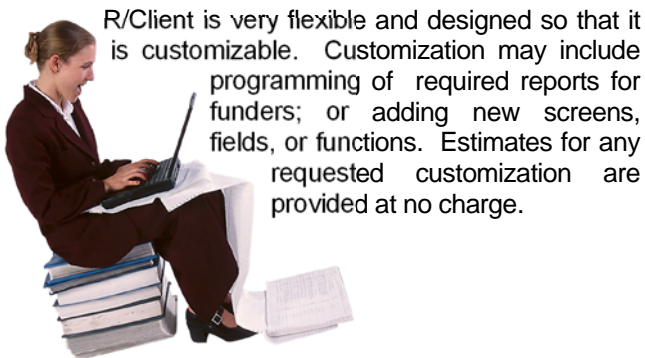 R/Client is very flexible and designed so that it
is customizable. Customization may include
programming of required reports for
funders; or adding new screens,
fields, or functions. Estimates for any
requested customization are
provided at no charge.